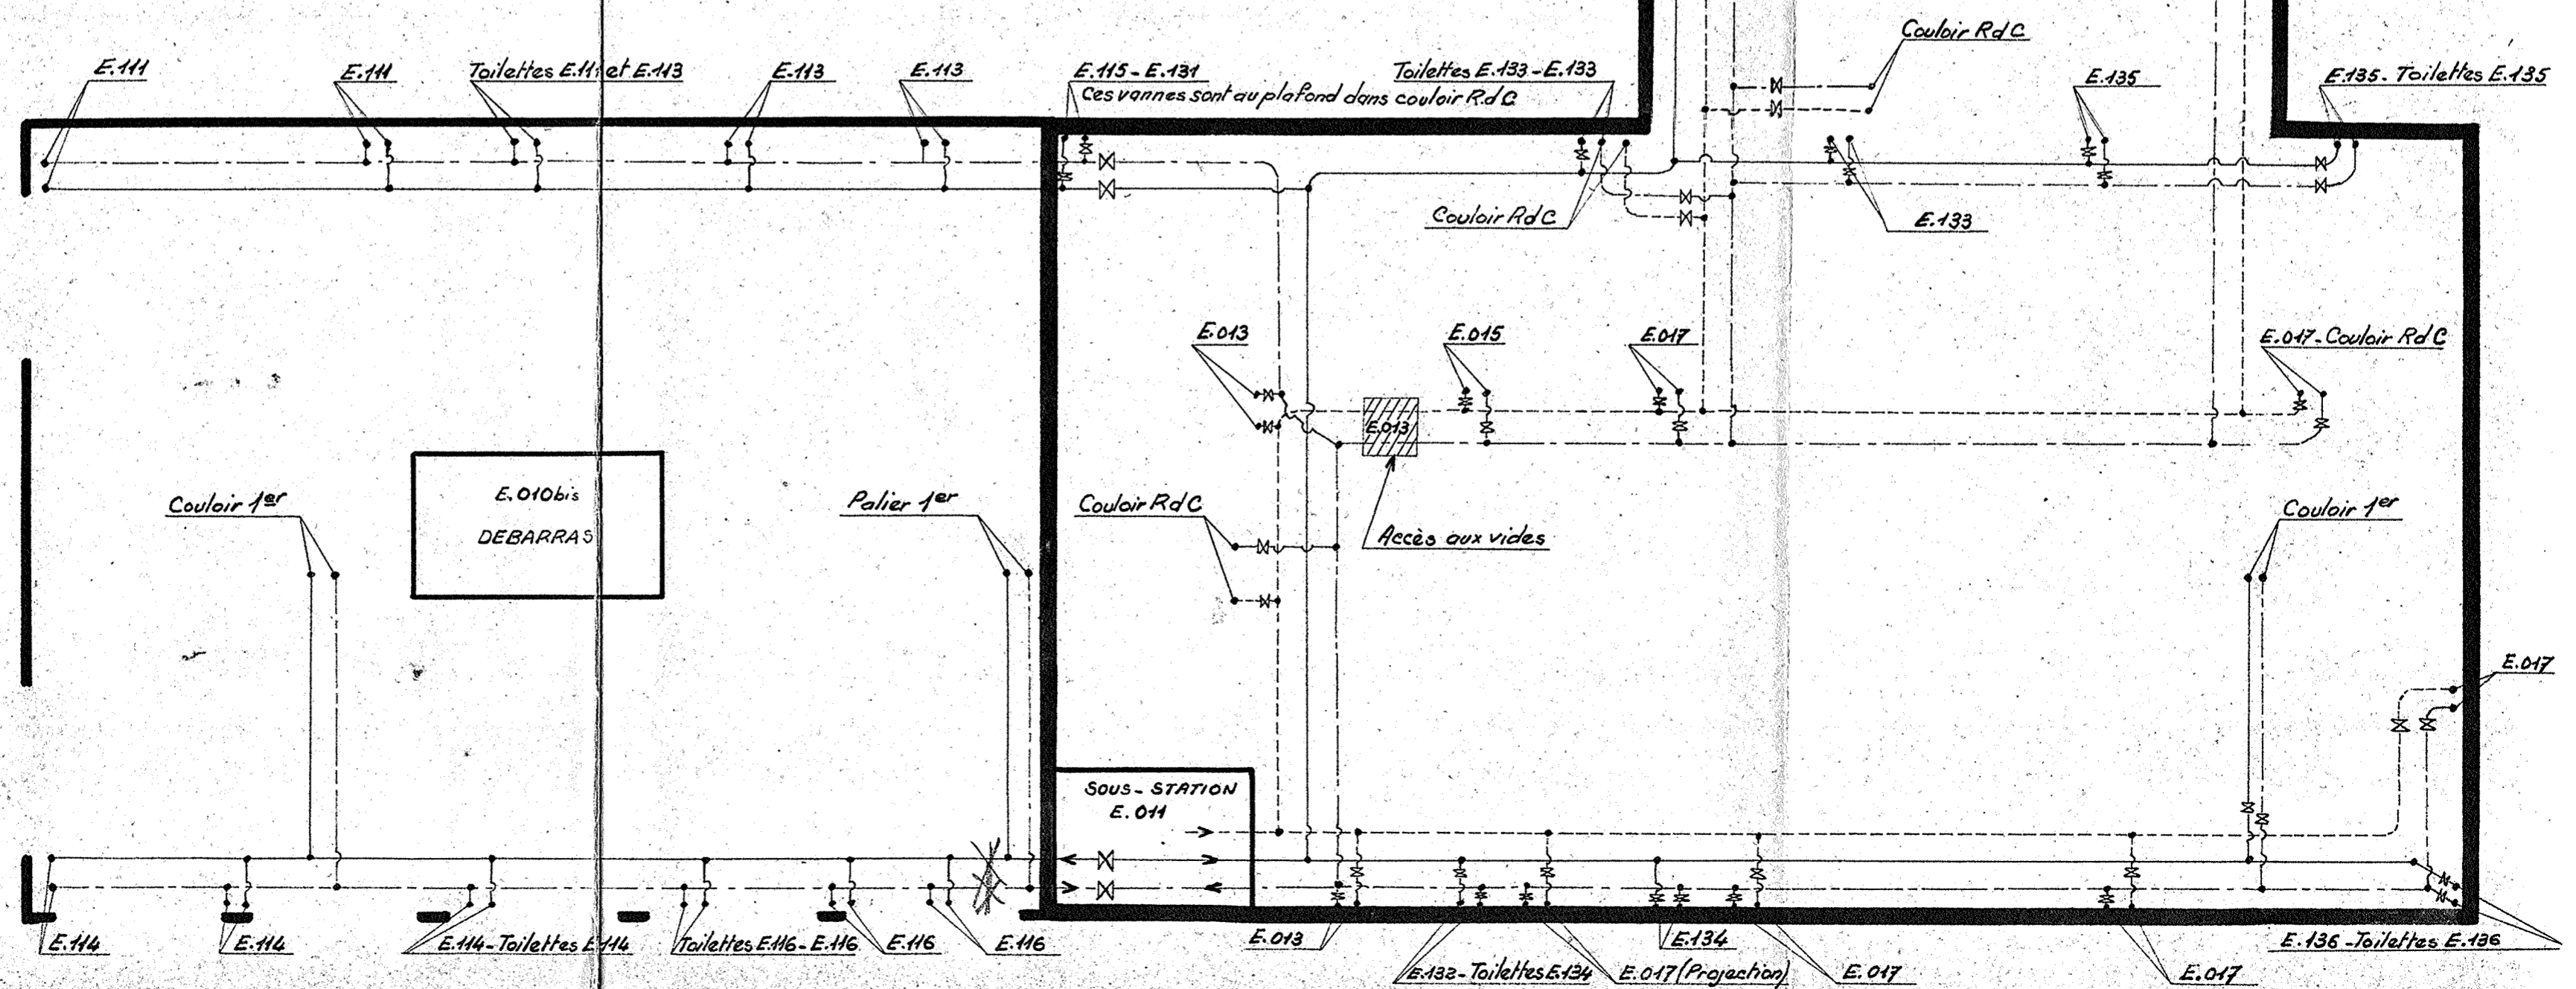 Couloir RdC
E.111
E.111
Toilettes E.111 et E.113
E.113
E.113
E.115 - E.131
Ces vannes sont au plafond dans couloir RdC
Toilettes E.133 - E.133
E.135
E.135 - Toilettes E.135
Couloir RdC
E.133
E.013
E.015
E.017
E.017 - Couloir RdC
E.013
E.010bis
DEBARRAS
Couloir 1er
Palier 1er
Couloir RdC
Accès aux vides
Couloir 1er
E.017
SOUS - STATION
E.011
E.114
E.114
E.114 - Toilettes E.114
Toilettes E.116 - E.116
E.116
E.116
E.013
E.134
E.136 - Toilettes E.136
E.132 - Toilettes E.134
E.017 (Projection)
E.017
E.017